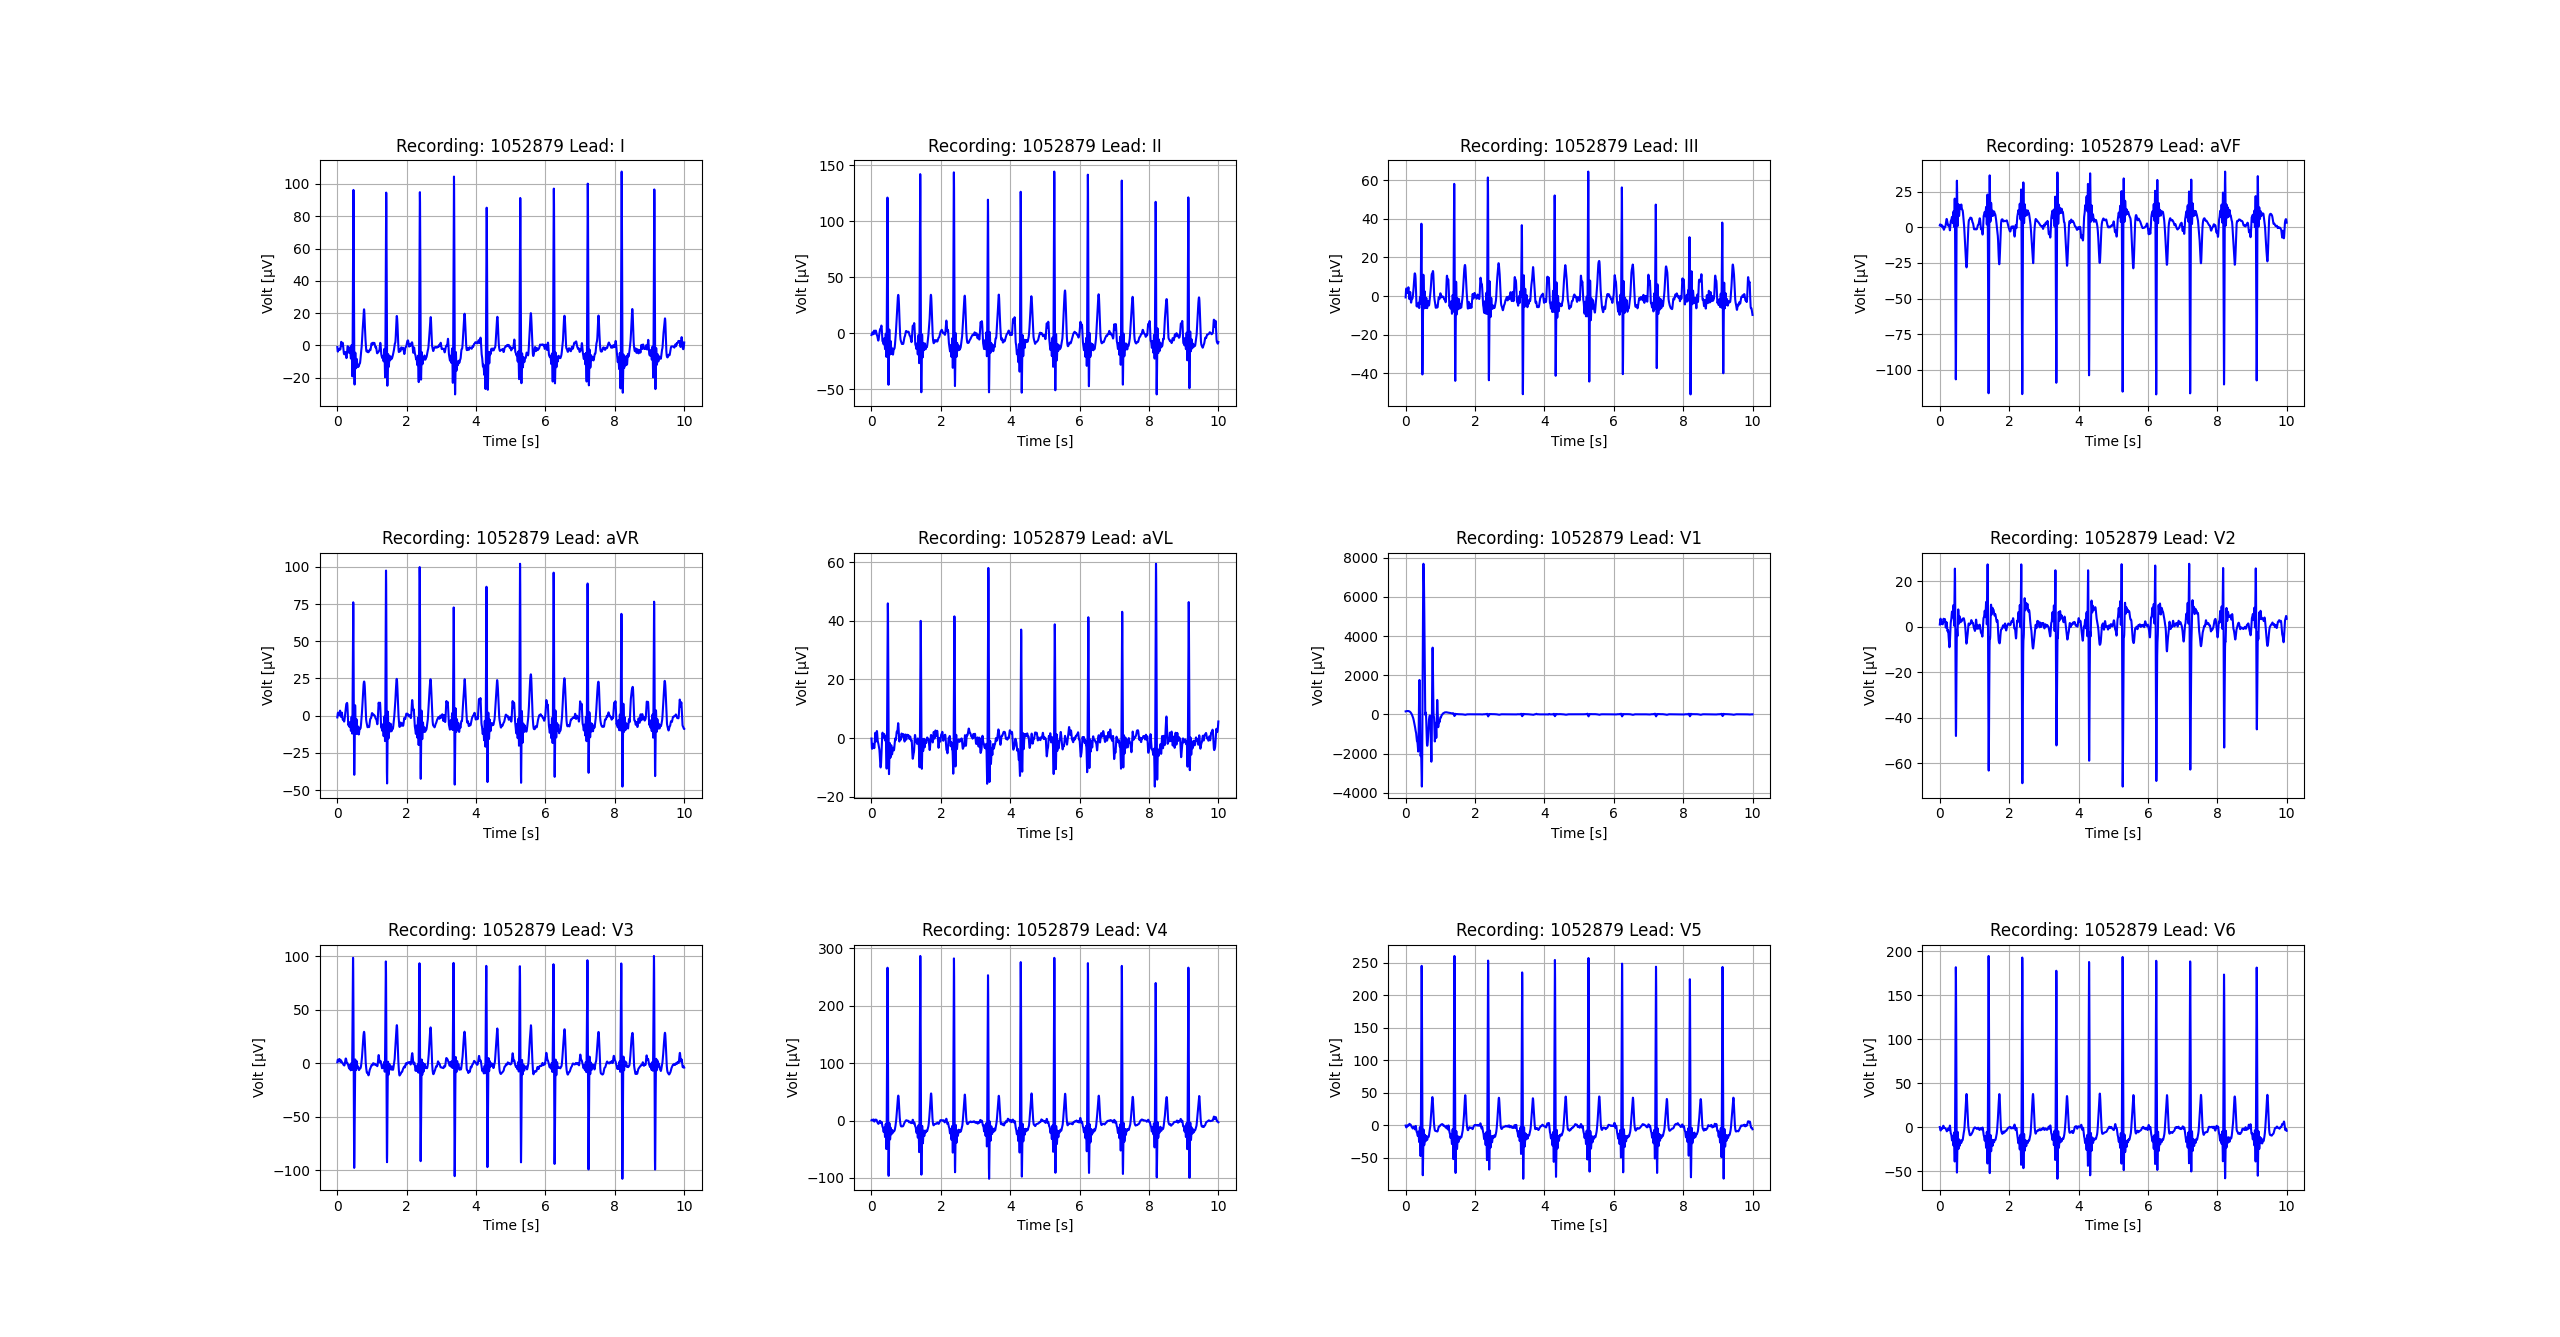 Recording: 1052879 Lead: I
Volt [µV]
100
80
60
40
20
0
−20
0 2 4 6 8 10
Time [s]
Recording: 1052879 Lead: II
Volt [µV]
150
100
50
0
−50
0 2 4 6 8 10
Time [s]
Recording: 1052879 Lead: III
Volt [µV]
60
40
20
0
−20
−40
0 2 4 6 8 10
Time [s]
Recording: 1052879 Lead: aVF
Volt [µV]
25
0
−25
−50
−75
−100
0 2 4 6 8 10
Time [s]
Recording: 1052879 Lead: aVR
Volt [µV]
100
75
50
25
0
−25
−50
0 2 4 6 8 10
Time [s]
Recording: 1052879 Lead: aVL
Volt [µV]
60
40
20
0
−20
0 2 4 6 8 10
Time [s]
Recording: 1052879 Lead: V1
Volt [µV]
8000
6000
4000
2000
0
−2000
−4000
0 2 4 6 8 10
Time [s]
Recording: 1052879 Lead: V2
Volt [µV]
20
0
−20
−40
−60
0 2 4 6 8 10
Time [s]
Recording: 1052879 Lead: V3
Volt [µV]
100
50
0
−50
−100
0 2 4 6 8 10
Time [s]
Recording: 1052879 Lead: V4
Volt [µV]
300
200
100
0
−100
0 2 4 6 8 10
Time [s]
Recording: 1052879 Lead: V5
Volt [µV]
250
200
150
100
50
0
−50
0 2 4 6 8 10
Time [s]
Recording: 1052879 Lead: V6
Volt [µV]
200
150
100
50
0
−50
0 2 4 6 8 10
Time [s]